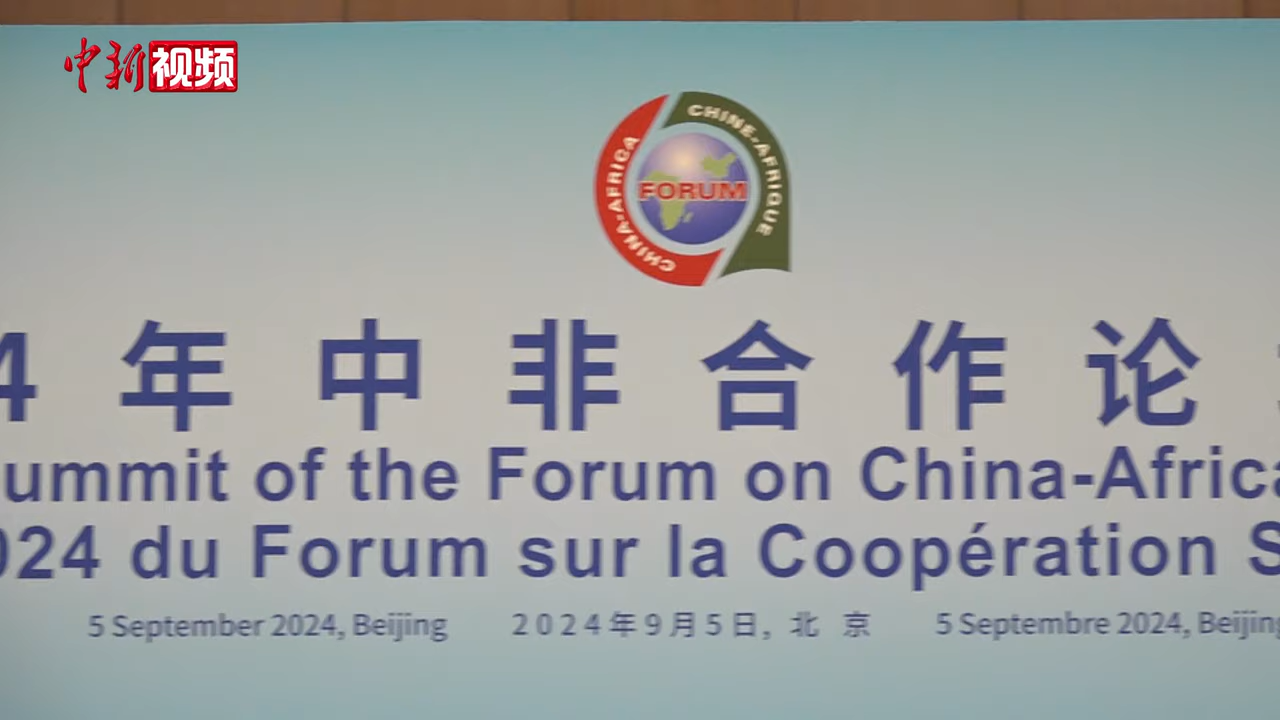 中新视频
CHINA-AFRICA
CHINE-AFRIQUE
FORUM
4年中非合作论
ummit of the Forum on China-Africa
024 du Forum sur la Coopération S
5 September 2024, Beijing 2024年9月5日，北 京 5 Septembre 2024, Beijing